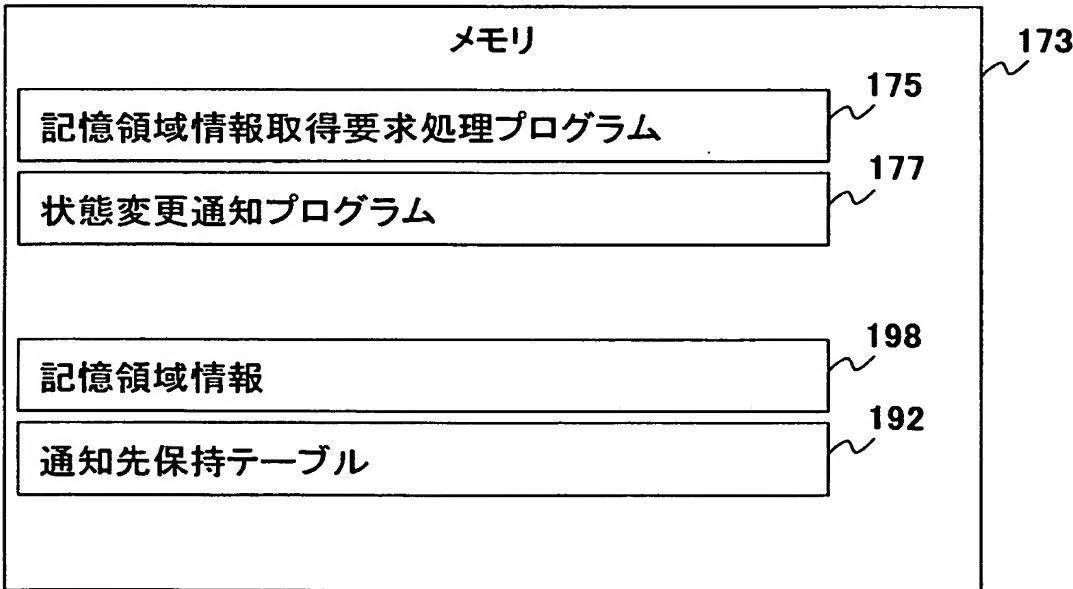 メモリ
173
175
記憶領域情報取得要求処理プログラム
177
状態変更通知プログラム
198
記憶領域情報
192
通知先保持テーブル